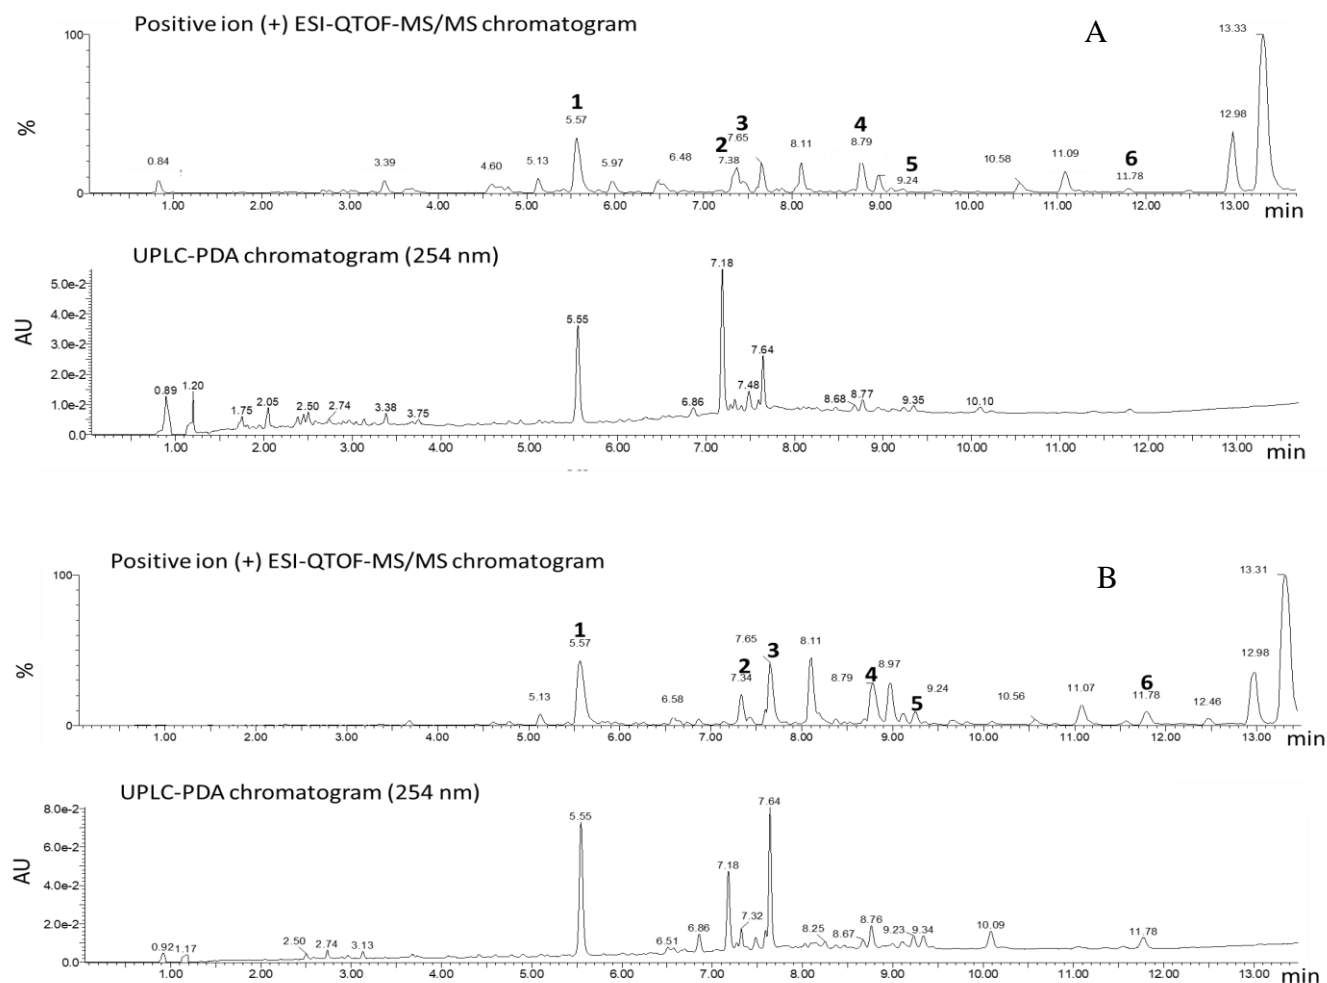 Positive ion (+) ESI-QTOF-MS/MS chromatogram
A
13.33
100
1
5.57
12.98
3
7.65
4
8.79
%
2
7.38
8.11
6.48
5
9.24
6
11.78
0.84
3.39
4.60
5.13
5.97
10.58
11.09
0
1.00 2.00 3.00 4.00 5.00 6.00 7.00 8.00 9.00 10.00 11.00 12.00 13.00 min
UPLC-PDA chromatogram (254 nm)
7.18
5.0e-2
4.0e-2
5.55
AU
3.0e-2
7.64
2.0e-2
0.89 1.20 1.75 2.05 2.50 2.74 3.38 3.75 6.86 7.48 8.68 8.77 9.35 10.10
1.0e-2
0.0
1.00 2.00 3.00 4.00 5.00 6.00 7.00 8.00 9.00 10.00 11.00 12.00 13.00 min
Positive ion (+) ESI-QTOF-MS/MS chromatogram
B
13.31
100
1
5.57
7.65
3
8.11
12.98
%
2
7.34
8.79
4
8.97
5
9.24
6
11.78
5.13
6.58
10.56
11.07
12.46
0
1.00 2.00 3.00 4.00 5.00 6.00 7.00 8.00 9.00 10.00 11.00 12.00 13.00 min
UPLC-PDA chromatogram (254 nm)
8.0e-2
5.55
7.64
6.0e-2
AU
7.18
4.0e-2
2.0e-2
0.92 1.17 2.50 2.74 3.13 6.51 6.86 7.32 8.25 8.67 8.76 9.23 9.34 10.09 11.78
0.0
1.00 2.00 3.00 4.00 5.00 6.00 7.00 8.00 9.00 10.00 11.00 12.00 13.00 min